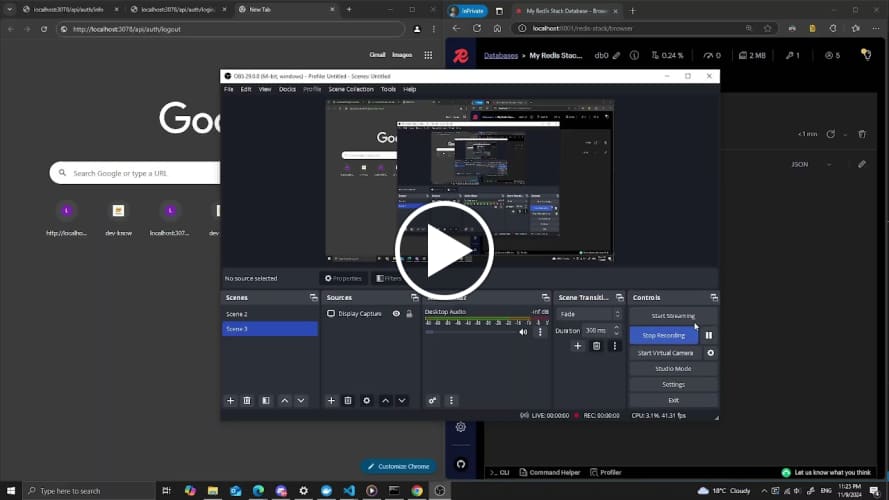 localhost:3078/api/auth/info
localhost:3078/api/auth/login
New Tab
http://localhost:3078/api/auth/logout
InPrivate
My Redis Stack Database - Brows
localhost:8001/redis-stack/browser
Gmail Images
Databases > My Redis Stac... db0 0.24 % 0 2 MB 1 5
OBS 29.0.0 (64-bit, windows) - Profile: Untitled - Scenes: Untitled
File Edit View Docks Profile Scene Collection Tools Help
Search Google or type a URL
http://localho...
dev-know
localhost:307...
dev
<1 min
JSON
No source selected
Properties
Filters
Scenes
Scene 2
Scene 3
Sources
Display Capture
Desktop Audio
-inf dB
Scene Transiti...
Fade
Duration 300 ms
Controls
Start Streaming
Stop Recording
Start Virtual Camera
Studio Mode
Settings
Exit
LIVE: 00:00:00 REC: 00:00:00 CPU: 3.1%, 41.31 fps
Customize Chrome
>_ CLI Command Helper Profiler
Let us know what you think
Type here to search
18°C Cloudy
ENG
11:25 PM
11/9/2024